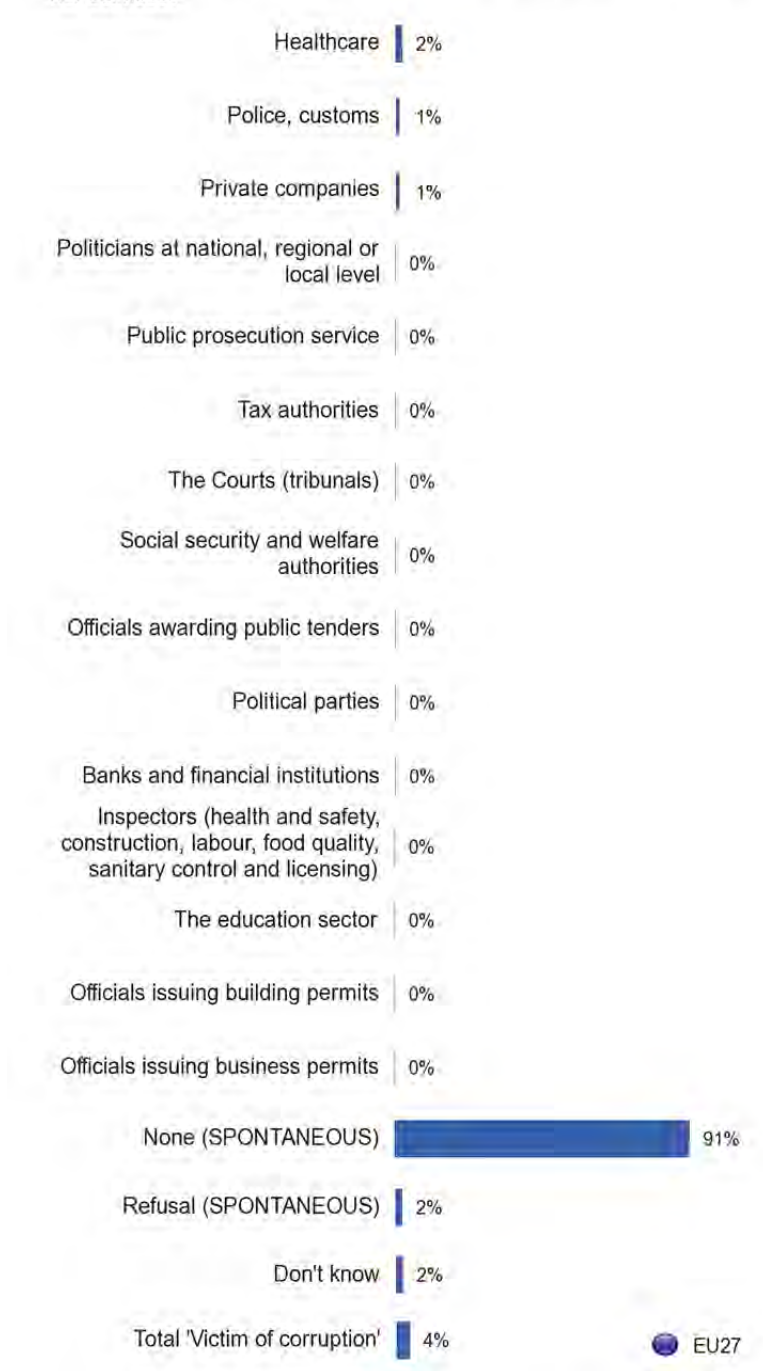 Healthcare 2%
Police, customs 1%
Private companies 1%
Politicians at national, regional or
local level 0%
Public prosecution service 0%
Tax authorities 0%
The Courts (tribunals) 0%
Social security and welfare
authorities 0%
Officials awarding public tenders 0%
Political parties 0%
Banks and financial institutions 0%
Inspectors (health and safety,
construction, labour, food quality, 0%
sanitary control and licensing)
The education sector 0%
Officials issuing building permits 0%
Officials issuing business permits 0%
None (SPONTANEOUS) 91%
Refusal (SPONTANEOUS) 2%
Don't know 2%
Total 'Victim of corruption' 4%
EU27